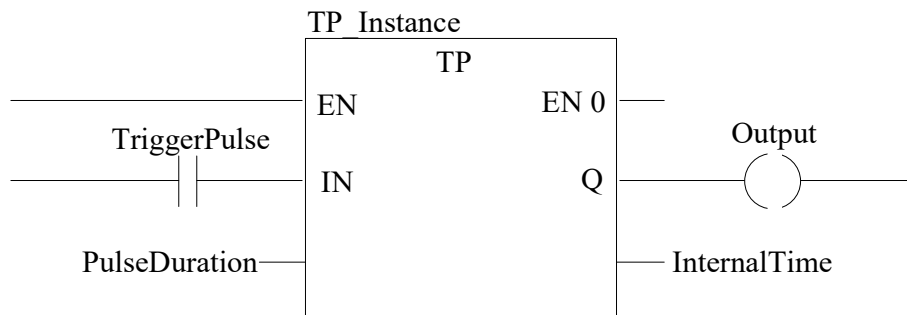 TP_Instance
TP
EN
EN 0
TriggerPulse
Output
IN
Q
PulseDuration
InternalTime